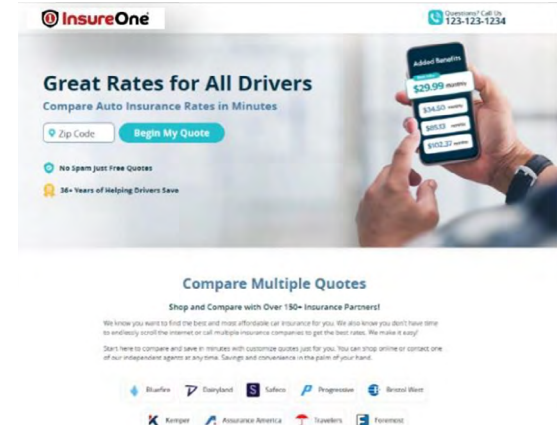 InsureOne
Questions? Call Us
123-123-1234
Great Rates for All Drivers
Compare Auto Insurance Rates in Minutes
Zip Code
Begin My Quote
No Spam Just Free Quotes
36+ Years of Helping Drivers Save
Added Benefits
$29.99 monthly
$34.50 monthly
$85.13 monthly
$102.37 monthly
Compare Multiple Quotes
Shop and Compare with Over 150+ Insurance Partners!
We know you want to find the best and most affordable car insurance for you. We also know you don't have time
to endlessly scroll the internet or call multiple insurance companies to get the best rates. We make it easy!
Start here to compare and save in minutes with customize quotes just for you. You can shop online or contact one
of our independent agents at any time. Savings and convenience in the palm of your hand.
Bluefire Dairyland S Safeco Progressive Bristol West
Kemper Assurance America Travelers Foremost